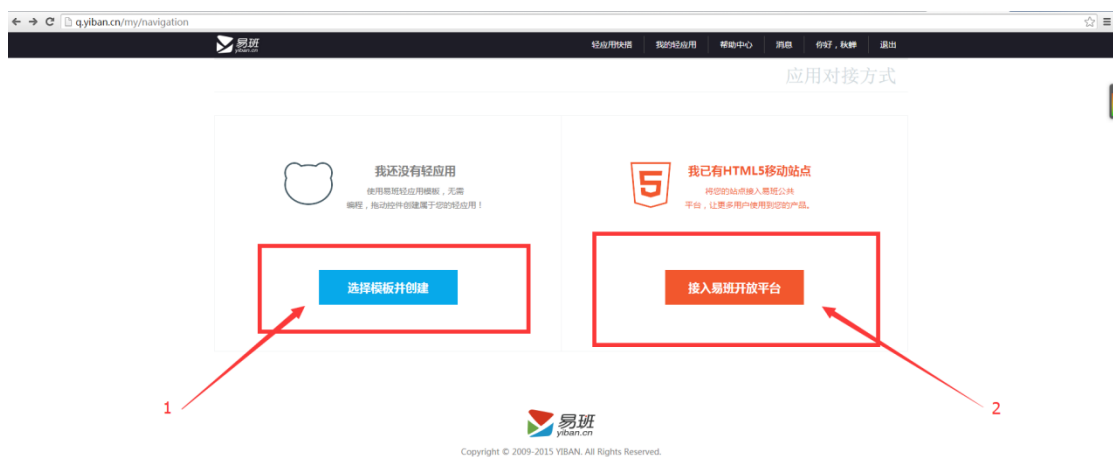 q.yiban.cn/my/navigation
易班
yiban.cn
轻应用快搭 我的轻应用 帮助中心 消息 你好，秋蝉 退出
应用对接方式
我还没有轻应用
使用易班轻应用模板，无需
编程，拖动控件创建属于您的轻应用！
选择模板并创建
我已有HTML5移动站点
将您的站点接入易班公共
平台，让更多用户使用到您的产品。
接入易班开放平台
1
2
易班
yiban.cn
Copyright © 2009-2015 YIBAN. All Rights Reserved.